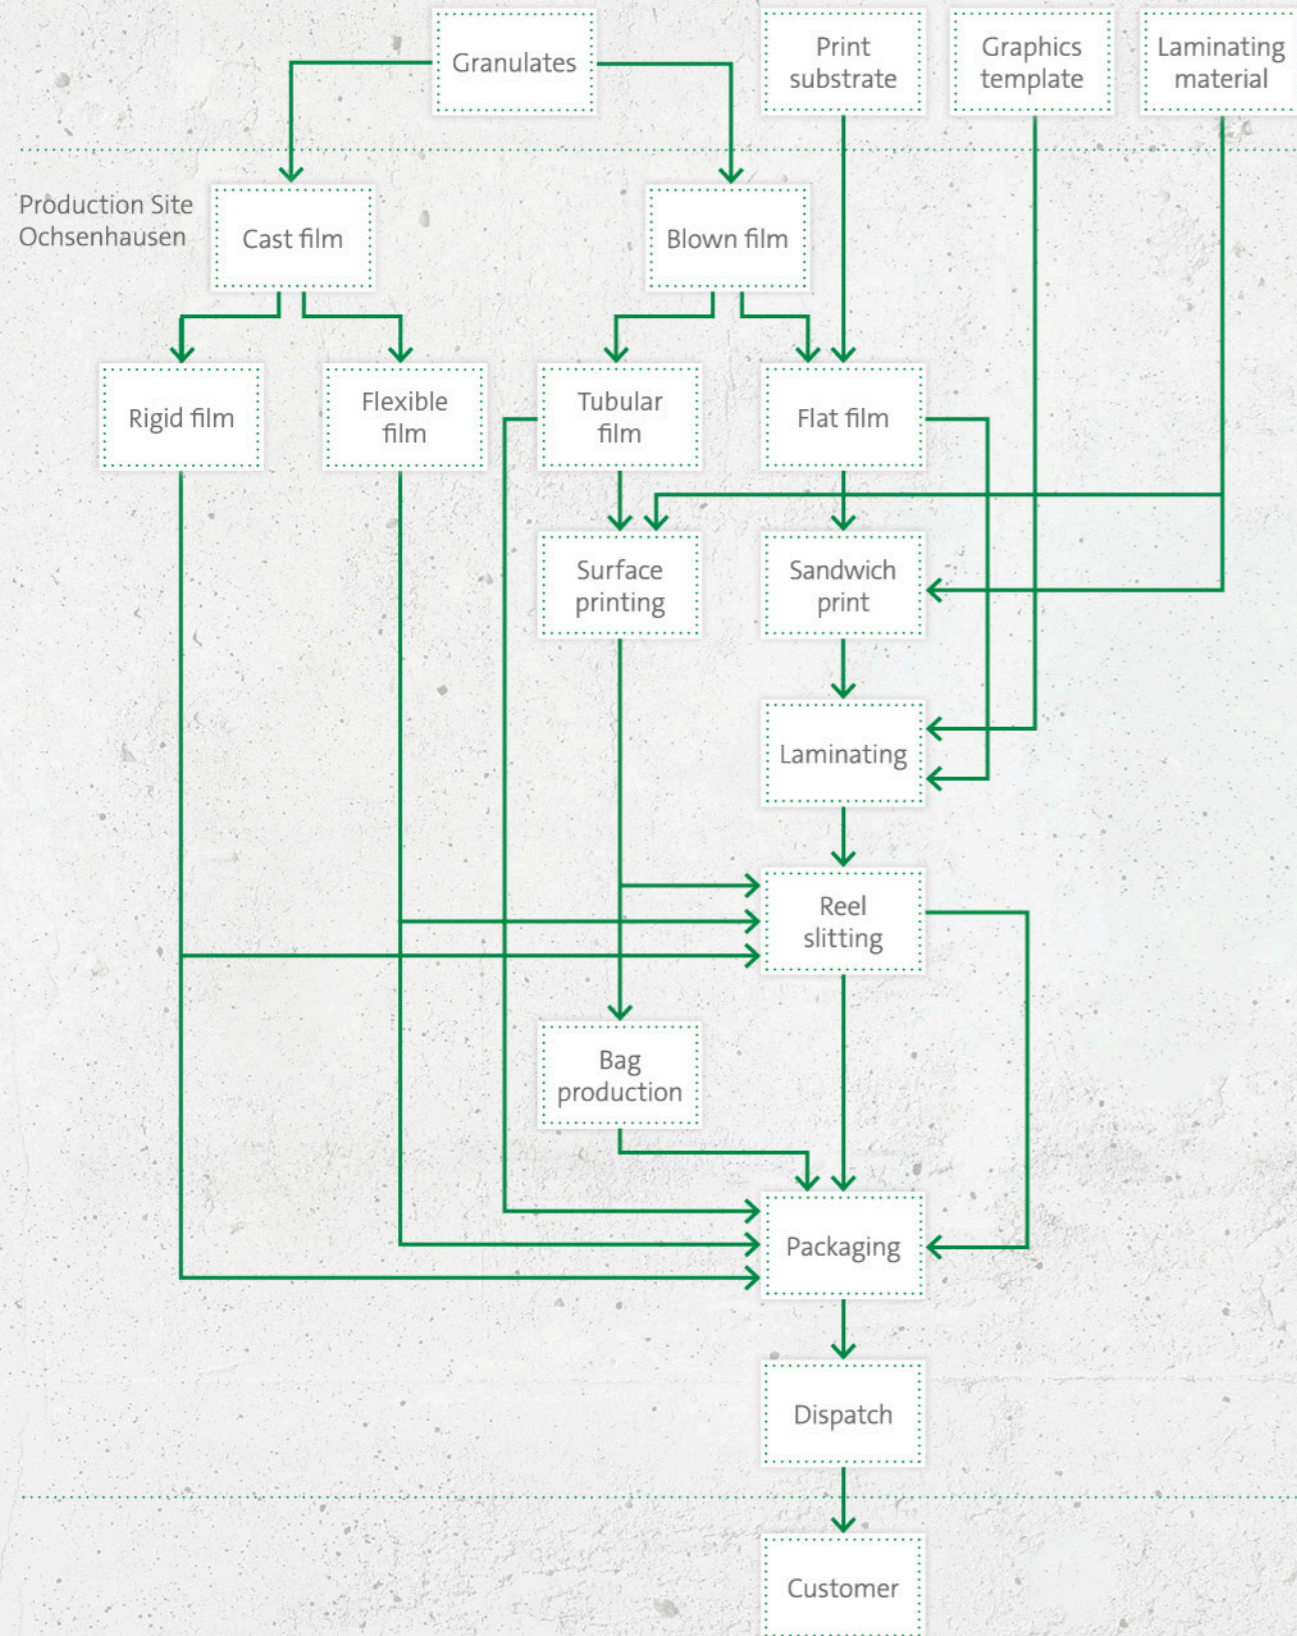 Granulates
Print
substrate
Graphics
template
Laminating
material
Production Site
Ochsenhausen
Cast film
Blown film
Rigid film
Flexible
film
Tubular
film
Flat film
Surface
printing
Sandwich
print
Laminating
Reel
slitting
Bag
production
Packaging
Dispatch
Customer